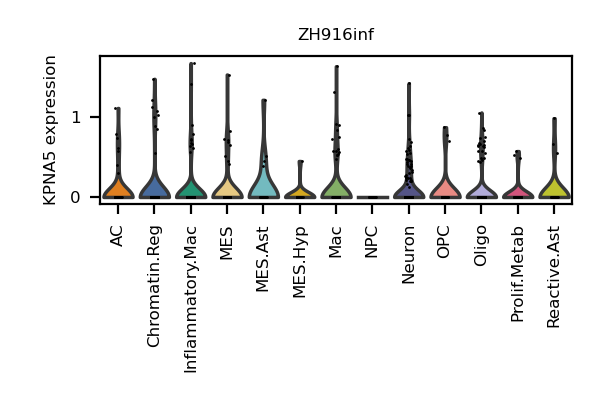 ZH916inf
KPNA5 expression
1
0
AC
Chromatin.Reg
Inflammatory.Mac
MES
MES.Ast
MES.Hyp
Mac
NPC
Neuron
OPC
Oligo
Prolif.Metab
Reactive.Ast